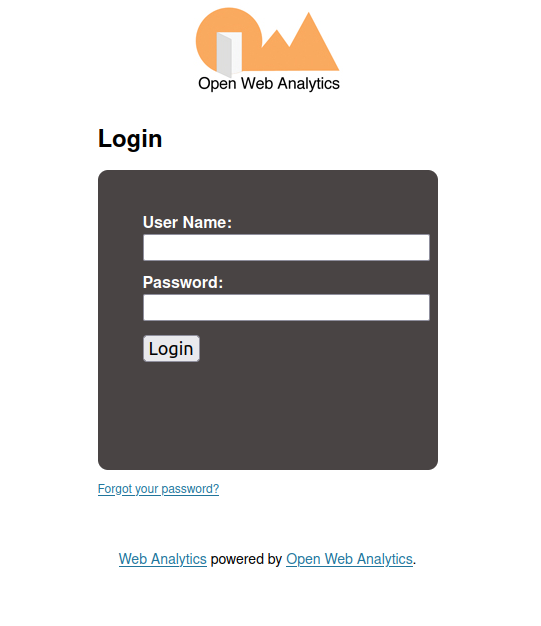 Open Web Analytics
Login
User Name:
Password:
Login
Forgot your password?
Web Analytics powered by Open Web Analytics.